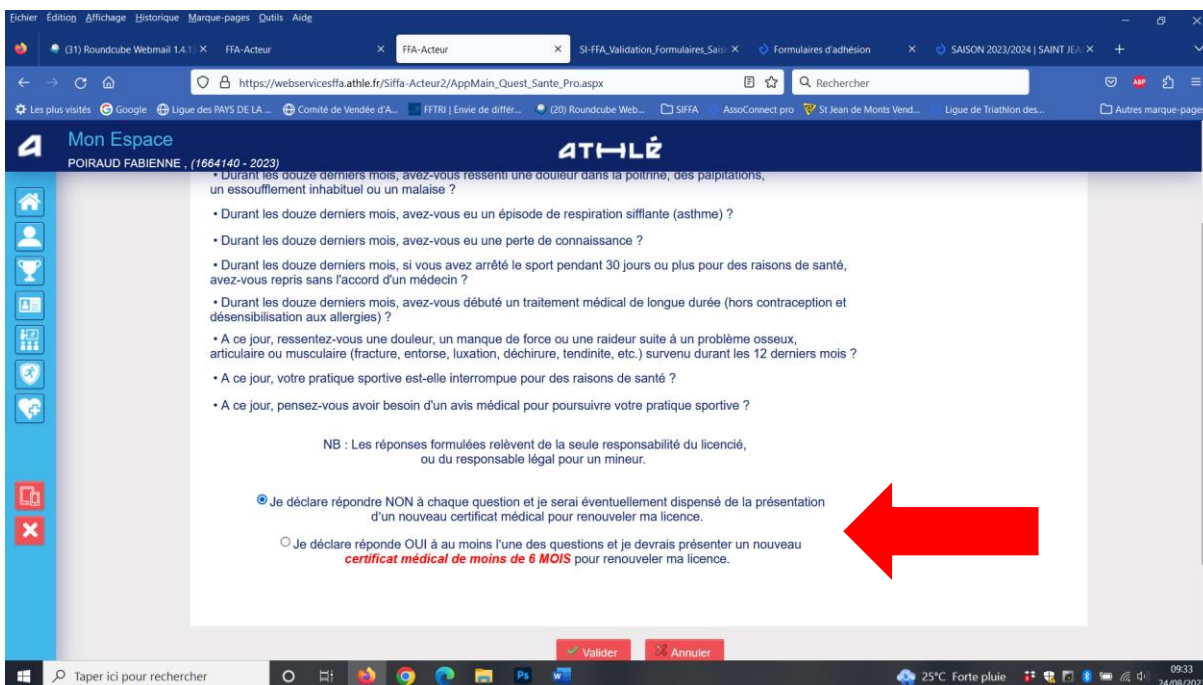 Fichier Édition Affichage Historique Marque-pages Outils Aide
(31) Roundcube Webmail 1.4.1 FFA-Acteur FFA-Acteur SI-FFA_Validation_Formulaires_Saisi Formulaires d'adhésion SAISON 2023/2024 | SAINT JEA
https://webservicesffa.athle.fr/Siffa-Acteur2/AppMain_Quest_Sante_Pro.aspx Rechercher ABP
Les plus visités Google Ligue des PAYS DE LA ... Comité de Vendée d'A... FFTRI | Envie de différ... (20) Roundcube Web... SIFFA AssoConnect pro St Jean de Monts Vend... Ligue de Triathlon des... Autres marque-page
Mon Espace
POIRAUD FABIENNE , (1664140 - 2023)
ATHLÉ
• Durant les douze derniers mois, avez-vous ressenti une douleur dans la poitrine, des palpitations,
un essoufflement inhabituel ou un malaise ?
• Durant les douze derniers mois, avez-vous eu un épisode de respiration sifflante (asthme) ?
• Durant les douze derniers mois, avez-vous eu une perte de connaissance ?
• Durant les douze derniers mois, si vous avez arrêté le sport pendant 30 jours ou plus pour des raisons de santé,
avez-vous repris sans l'accord d'un médecin ?
• Durant les douze derniers mois, avez-vous débuté un traitement médical de longue durée (hors contraception et
désensibilisation aux allergies) ?
• A ce jour, ressentez-vous une douleur, un manque de force ou une raideur suite à un problème osseux,
articulaire ou musculaire (fracture, entorse, luxation, déchirure, tendinite, etc.) survenu durant les 12 derniers mois ?
• A ce jour, votre pratique sportive est-elle interrompue pour des raisons de santé ?
• A ce jour, pensez-vous avoir besoin d'un avis médical pour poursuivre votre pratique sportive ?
NB : Les réponses formulées relèvent de la seule responsabilité du licencié,
ou du responsable légal pour un mineur.
Je déclare répondre NON à chaque question et je serai éventuellement dispensé de la présentation
d'un nouveau certificat médical pour renouveler ma licence.
Je déclare réponde OUI à au moins l'une des questions et je devrais présenter un nouveau
certificat médical de moins de 6 MOIS pour renouveler ma licence.
Valider Annuler
Taper ici pour rechercher Ps 25°C Forte pluie 09:33
24/08/202